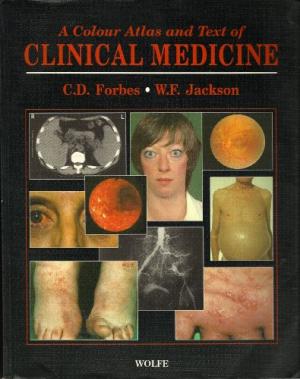 A Colour Atlas and Text of
CLINICAL MEDICINE
C.D. Forbes • W.F. Jackson
R L
WOLFE